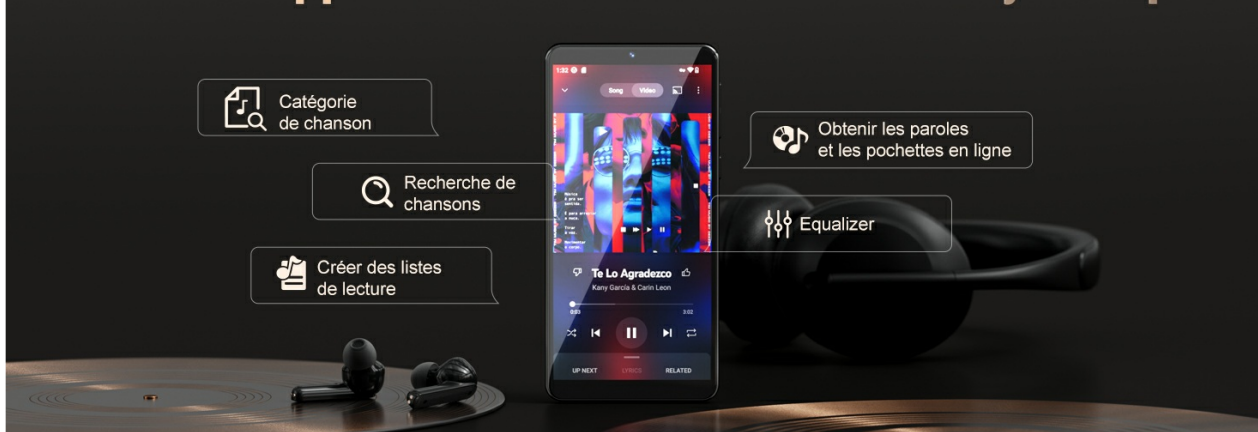 Catégorie
de chanson
Recherche de
chansons
Créer des listes
de lecture
1:32
Song Video
Te Lo Agradezco
Kany García & Carin Leon
0:03 3:02
UP NEXT LYRICS RELATED
Obtenir les paroles
et les pochettes en ligne
Equalizer